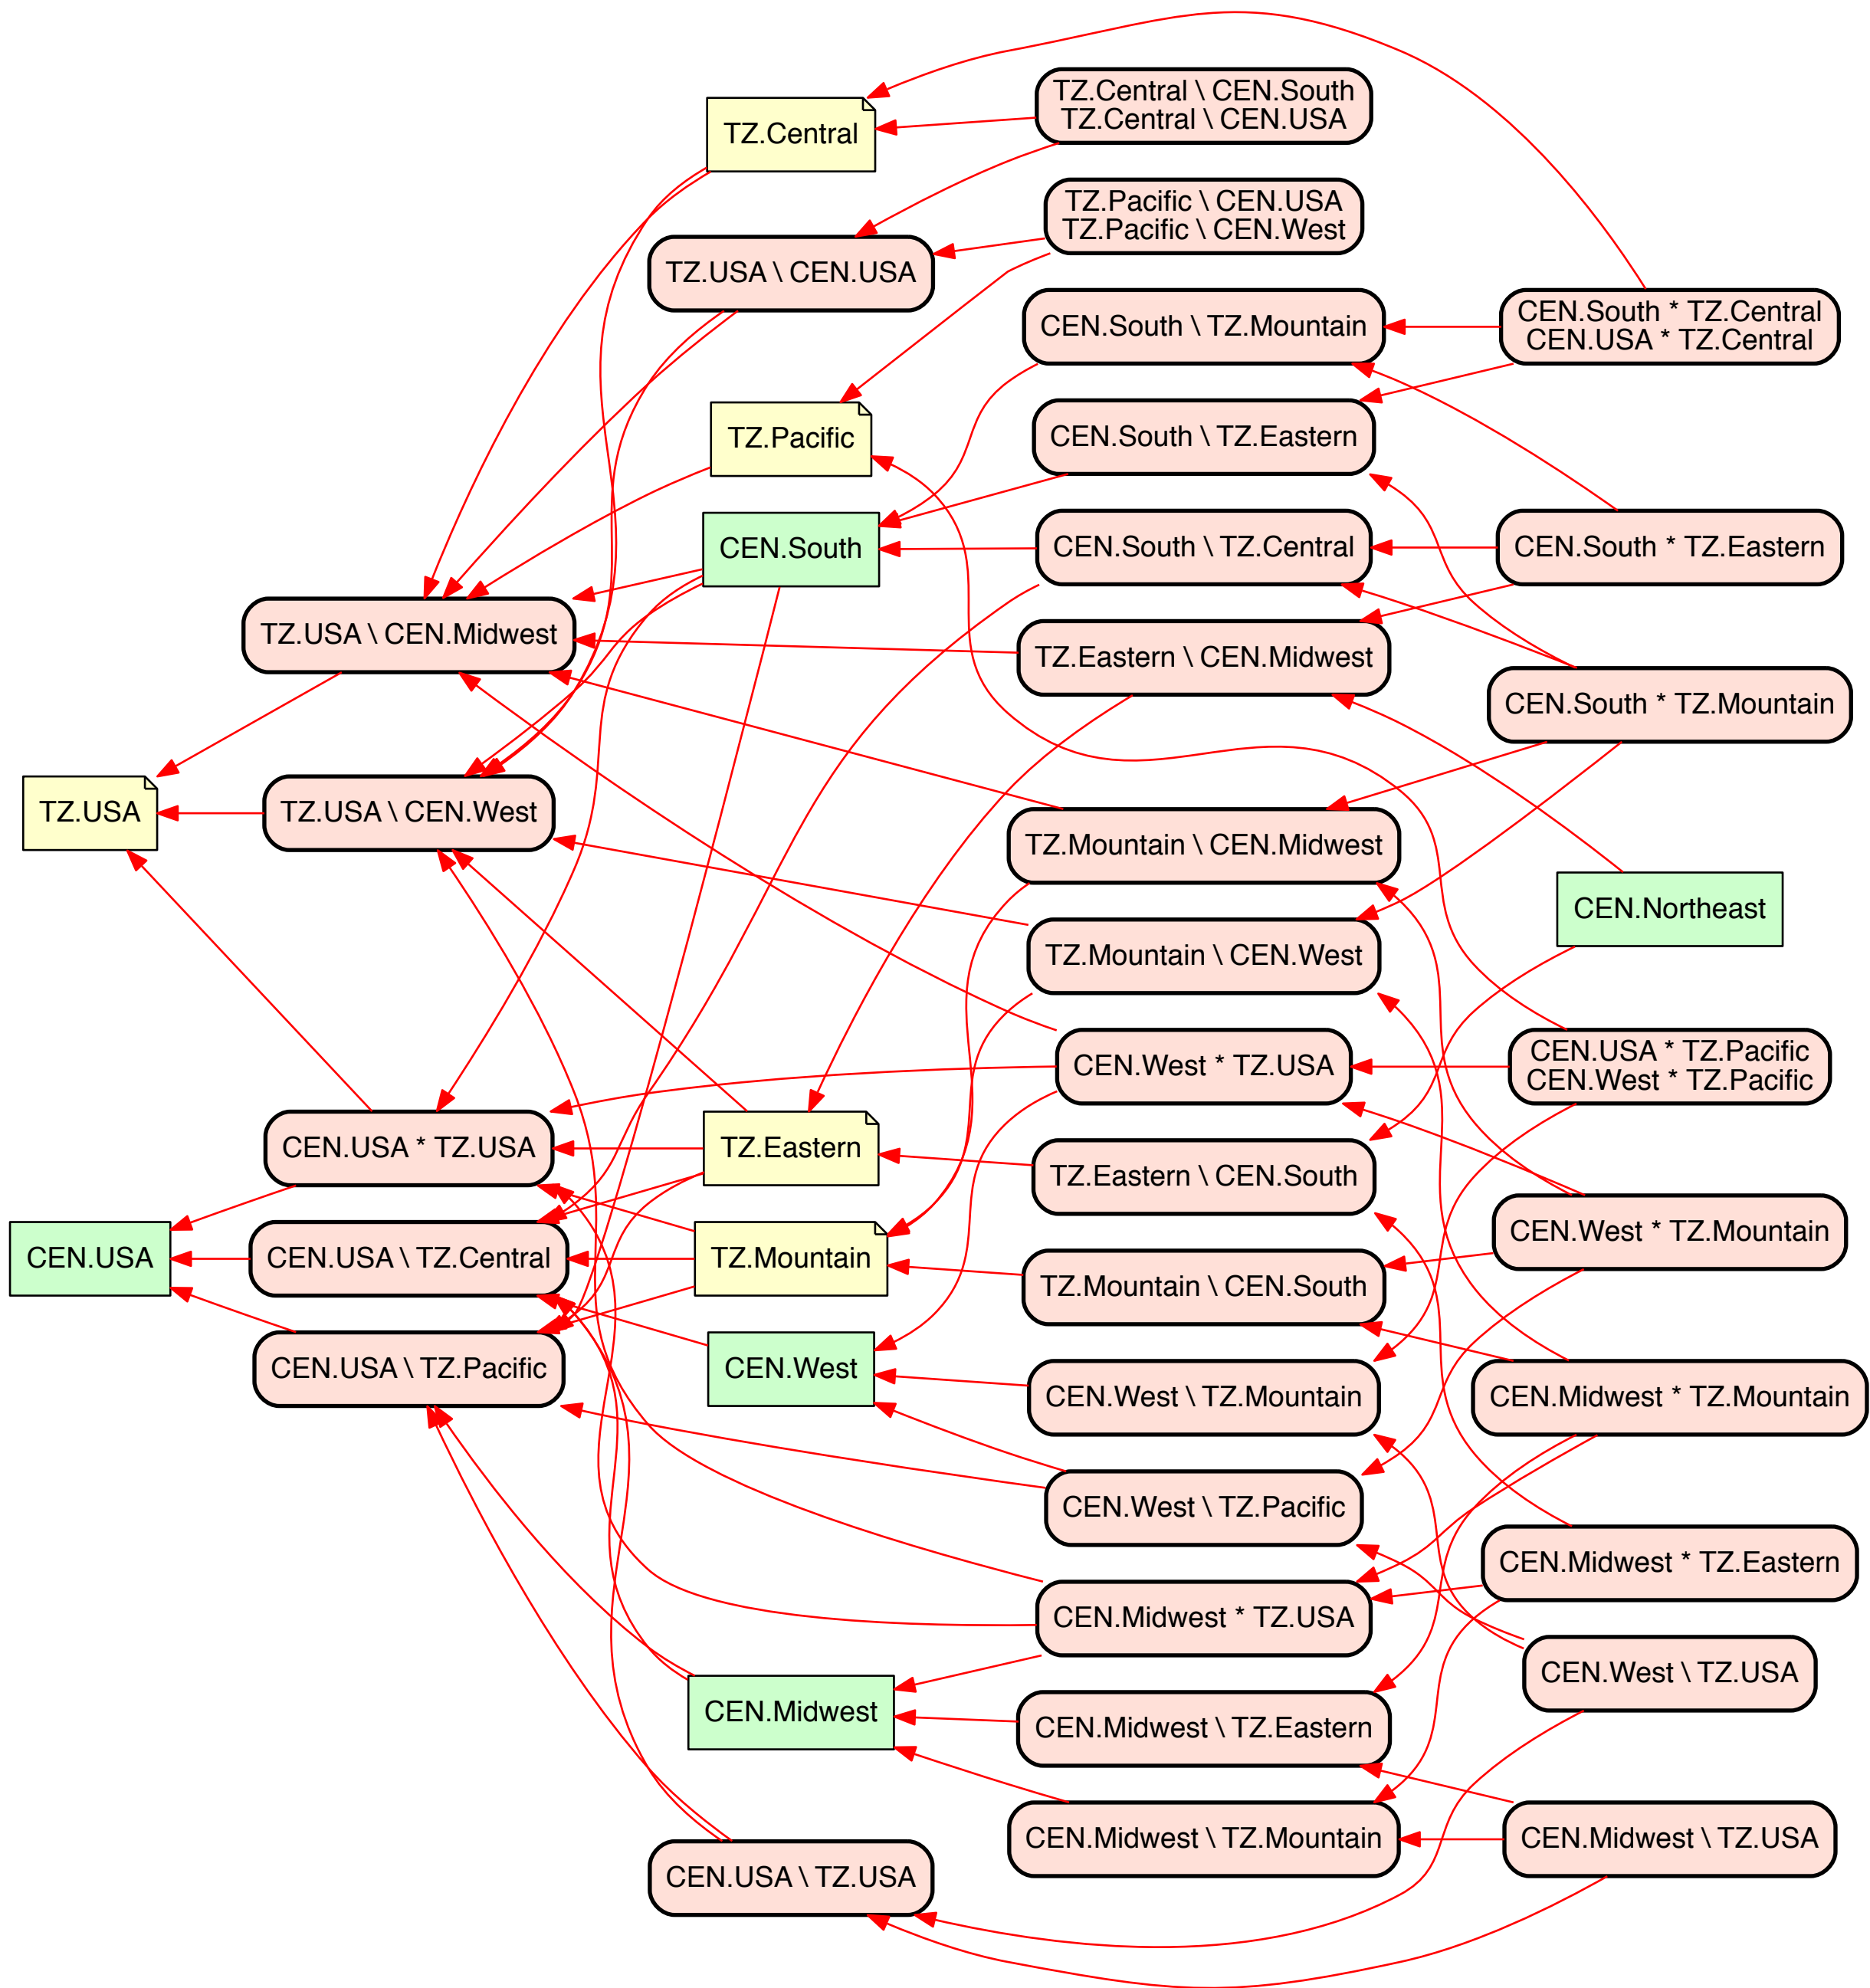 TZ.Central \ CEN.South
TZ.Central \ CEN.USA
TZ.Central
TZ.Pacific \ CEN.USA
TZ.Pacific \ CEN.West
TZ.USA \ CEN.USA
CEN.South \ TZ.Mountain
CEN.South * TZ.Central
CEN.USA * TZ.Central
TZ.Pacific
CEN.South \ TZ.Eastern
CEN.South
CEN.South \ TZ.Central
CEN.South * TZ.Eastern
TZ.USA \ CEN.Midwest
TZ.Eastern \ CEN.Midwest
CEN.South * TZ.Mountain
TZ.USA
TZ.USA \ CEN.West
TZ.Mountain \ CEN.Midwest
CEN.Northeast
TZ.Mountain \ CEN.West
CEN.West * TZ.USA
CEN.USA * TZ.Pacific
CEN.West * TZ.Pacific
CEN.USA * TZ.USA
TZ.Eastern
TZ.Eastern \ CEN.South
CEN.West * TZ.Mountain
CEN.USA
CEN.USA \ TZ.Central
TZ.Mountain
TZ.Mountain \ CEN.South
CEN.USA \ TZ.Pacific
CEN.West
CEN.West \ TZ.Mountain
CEN.Midwest * TZ.Mountain
CEN.West \ TZ.Pacific
CEN.Midwest * TZ.Eastern
CEN.Midwest * TZ.USA
CEN.West \ TZ.USA
CEN.Midwest
CEN.Midwest \ TZ.Eastern
CEN.Midwest \ TZ.Mountain
CEN.Midwest \ TZ.USA
CEN.USA \ TZ.USA